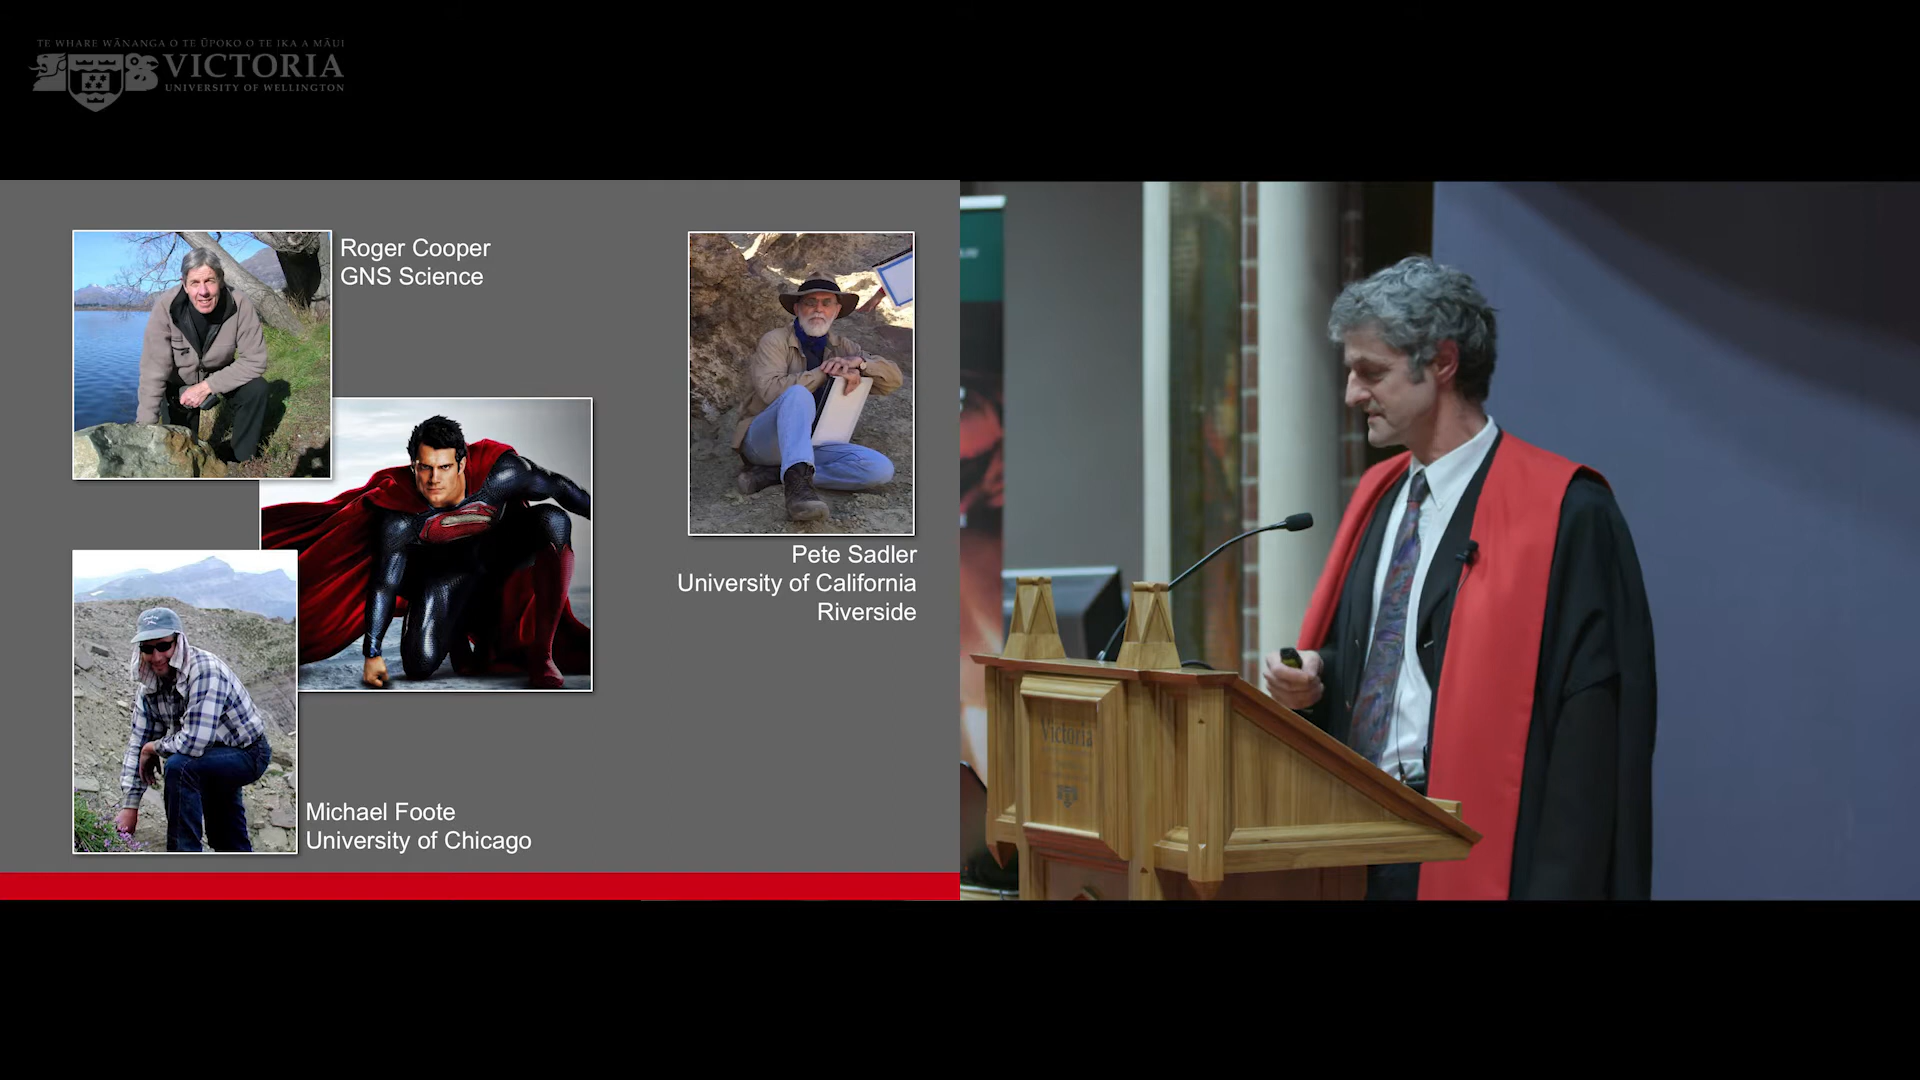 TE WHARE WĀNANGA O TE ŪPOKO O TE IKA A MĀUI
VICTORIA
UNIVERSITY OF WELLINGTON
Roger Cooper
GNS Science
Pete Sadler
University of California
Riverside
Michael Foote
University of Chicago
Victoria